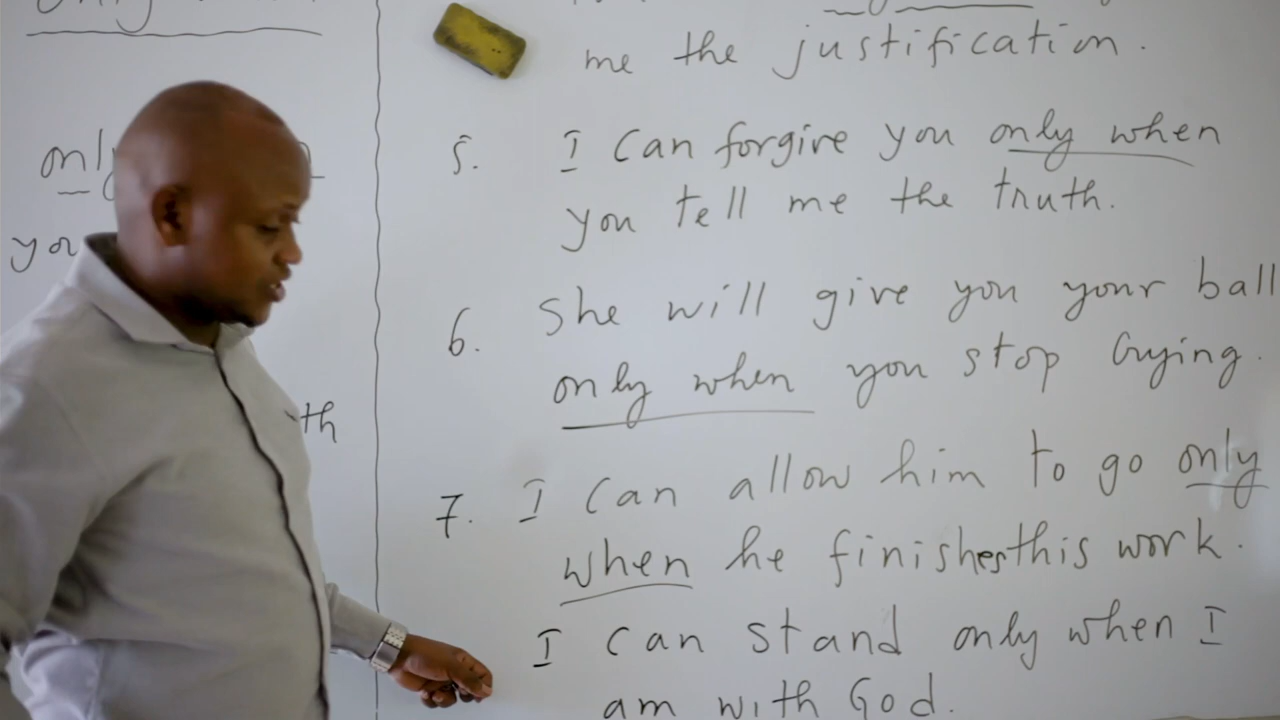 only
you
th
me the justification.
5. I can forgive you only when
you tell me the truth.
6. She will give you your ball
only when you stop crying.
7. I can allow him to go only
when he finishes this work.
I can stand only when I
am with God.